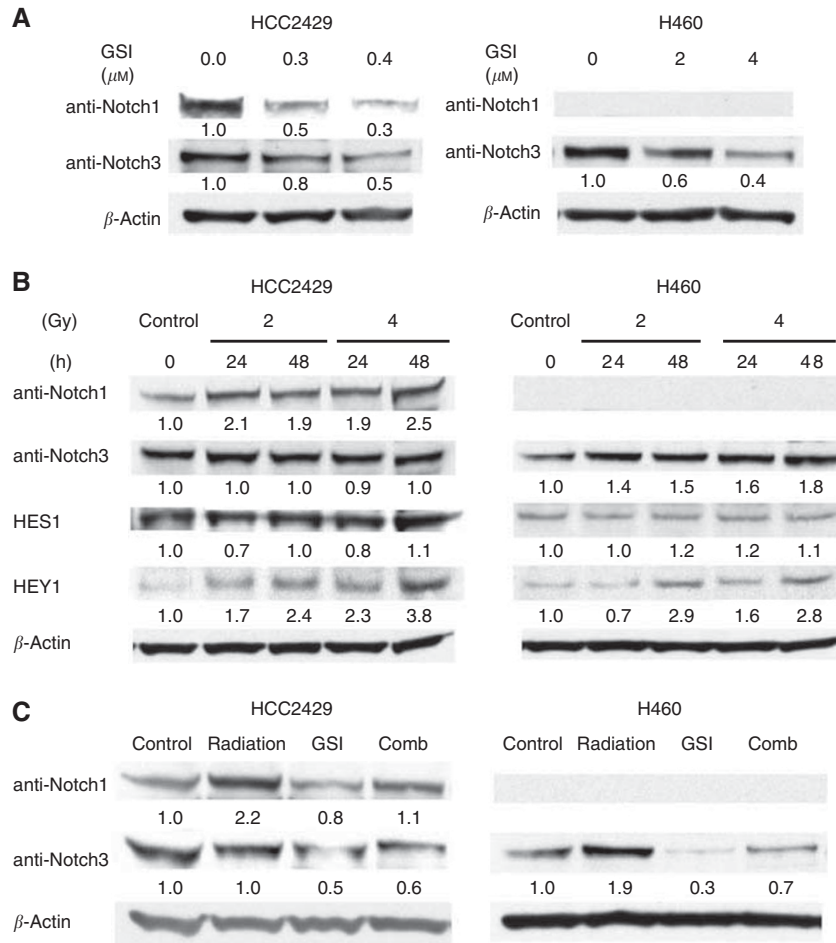 A
HCC2429
H460
GSI 0.0 0.3 0.4
(μM)
GSI 0 2 4
(μM)
anti-Notch1
1.0 0.5 0.3
anti-Notch3
1.0 0.8 0.5
β-Actin
anti-Notch1
anti-Notch3
1.0 0.6 0.4
β-Actin
B
HCC2429
H460
(Gy) Control 2 4
Control 2 4
(h) 0 24 48 24 48
0 24 48 24 48
anti-Notch1
1.0 2.1 1.9 1.9 2.5
anti-Notch3
1.0 1.0 1.0 0.9 1.0
1.0 1.4 1.5 1.6 1.8
HES1
1.0 0.7 1.0 0.8 1.1
1.0 1.0 1.2 1.2 1.1
HEY1
1.0 1.7 2.4 2.3 3.8
1.0 0.7 2.9 1.6 2.8
β-Actin
C
HCC2429
H460
Control Radiation GSI Comb
Control Radiation GSI Comb
anti-Notch1
1.0 2.2 0.8 1.1
anti-Notch3
1.0 1.0 0.5 0.6
1.0 1.9 0.3 0.7
β-Actin